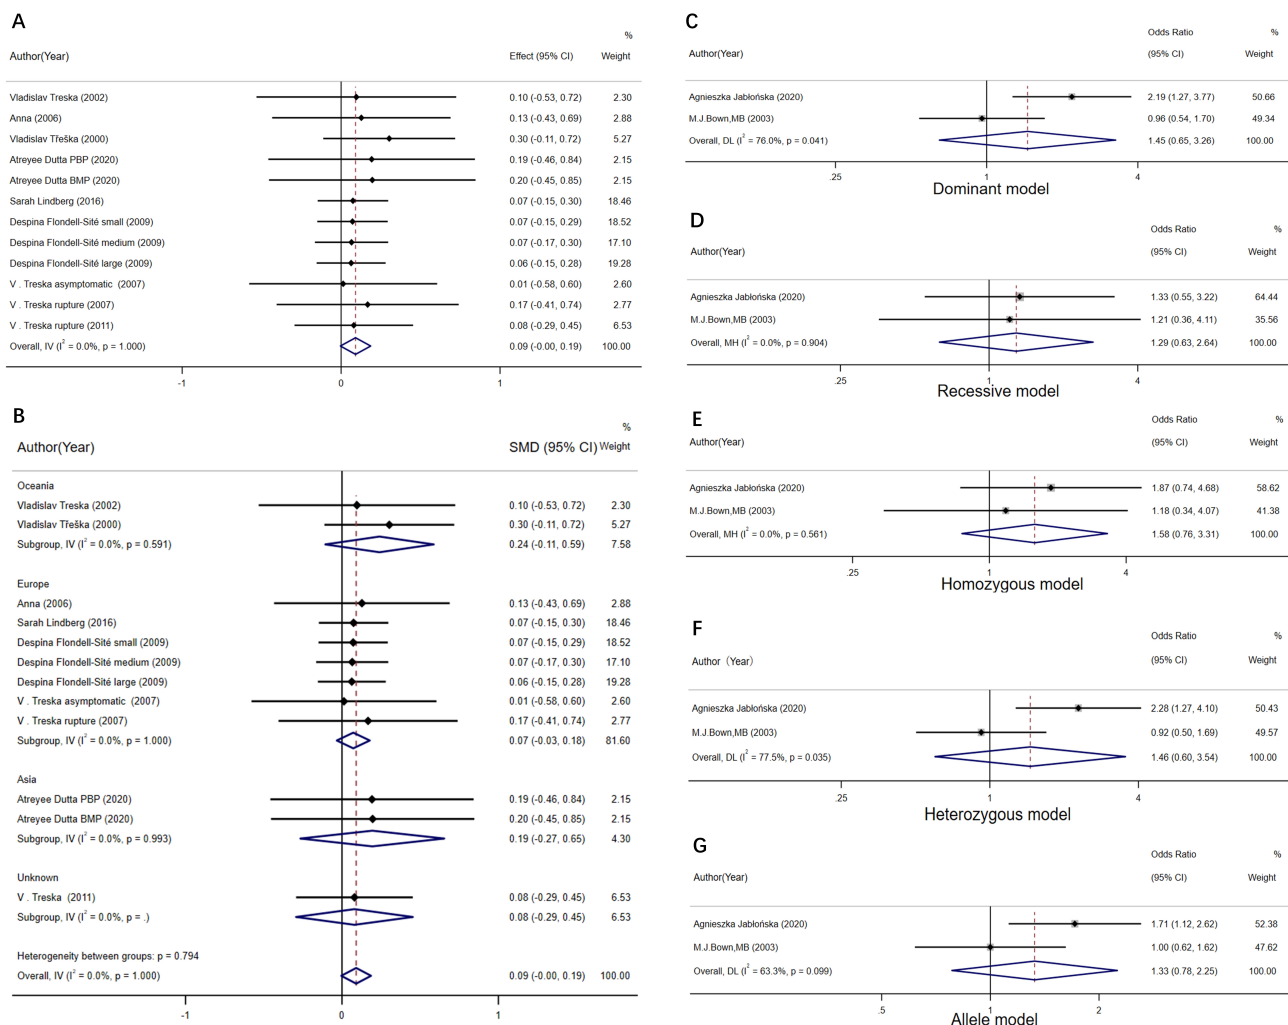 A
%
Author(Year) Effect (95% CI) Weight
Vladislav Treska (2002) 0.10 (-0.53, 0.72) 2.30
Anna (2006) 0.13 (-0.43, 0.69) 2.88
Vladislav Třeška (2000) 0.30 (-0.11, 0.72) 5.27
Atreyee Dutta PBP (2020) 0.19 (-0.46, 0.84) 2.15
Atreyee Dutta BMP (2020) 0.20 (-0.45, 0.85) 2.15
Sarah Lindberg (2016) 0.07 (-0.15, 0.30) 18.46
Despina Flondell-Sité small (2009) 0.07 (-0.15, 0.29) 18.52
Despina Flondell-Sité medium (2009) 0.07 (-0.17, 0.30) 17.10
Despina Flondell-Sité large (2009) 0.06 (-0.15, 0.28) 19.28
V . Treska asymptomatic (2007) 0.01 (-0.58, 0.60) 2.60
V . Treska rupture (2007) 0.17 (-0.41, 0.74) 2.77
V . Treska rupture (2011) 0.08 (-0.29, 0.45) 6.53
Overall, IV (I² = 0.0%, p = 1.000) 0.09 (-0.00, 0.19) 100.00
-1 0 1
B
%
Author(Year) SMD (95% CI) Weight
Oceania
Vladislav Treska (2002) 0.10 (-0.53, 0.72) 2.30
Vladislav Třeška (2000) 0.30 (-0.11, 0.72) 5.27
Subgroup, IV (I² = 0.0%, p = 0.591) 0.24 (-0.11, 0.59) 7.58
Europe
Anna (2006) 0.13 (-0.43, 0.69) 2.88
Sarah Lindberg (2016) 0.07 (-0.15, 0.30) 18.46
Despina Flondell-Sité small (2009) 0.07 (-0.15, 0.29) 18.52
Despina Flondell-Sité medium (2009) 0.07 (-0.17, 0.30) 17.10
Despina Flondell-Sité large (2009) 0.06 (-0.15, 0.28) 19.28
V . Treska asymptomatic (2007) 0.01 (-0.58, 0.60) 2.60
V . Treska rupture (2007) 0.17 (-0.41, 0.74) 2.77
Subgroup, IV (I² = 0.0%, p = 1.000) 0.07 (-0.03, 0.18) 81.60
Asia
Atreyee Dutta PBP (2020) 0.19 (-0.46, 0.84) 2.15
Atreyee Dutta BMP (2020) 0.20 (-0.45, 0.85) 2.15
Subgroup, IV (I² = 0.0%, p = 0.993) 0.19 (-0.27, 0.65) 4.30
Unknown
V . Treska (2011) 0.08 (-0.29, 0.45) 6.53
Subgroup, IV (I² = 0.0%, p = .) 0.08 (-0.29, 0.45) 6.53
Heterogeneity between groups: p = 0.794
Overall, IV (I² = 0.0%, p = 1.000) 0.09 (-0.00, 0.19) 100.00
-1 0 1
C
Odds Ratio %
Author(Year) (95% CI) Weight
Agnieszka Jabłońska (2020) 2.19 (1.27, 3.77) 50.66
M.J.Bown,MB (2003) 0.96 (0.54, 1.70) 49.34
Overall, DL (I² = 76.0%, p = 0.041) 1.45 (0.65, 3.26) 100.00
.25 1 4
Dominant model
D
Odds Ratio %
Author(Year) (95% CI) Weight
Agnieszka Jabłońska (2020) 1.33 (0.55, 3.22) 64.44
M.J.Bown,MB (2003) 1.21 (0.36, 4.11) 35.56
Overall, MH (I² = 0.0%, p = 0.904) 1.29 (0.63, 2.64) 100.00
.25 1 4
Recessive model
E
Odds Ratio %
Author(Year) (95% CI) Weight
Agnieszka Jabłońska (2020) 1.87 (0.74, 4.68) 58.62
M.J.Bown,MB (2003) 1.18 (0.34, 4.07) 41.38
Overall, MH (I² = 0.0%, p = 0.561) 1.58 (0.76, 3.31) 100.00
.25 1 4
Homozygous model
F
Odds Ratio %
Author（Year） (95% CI) Weight
Agnieszka Jabłońska (2020) 2.28 (1.27, 4.10) 50.43
M.J.Bown,MB (2003) 0.92 (0.50, 1.69) 49.57
Overall, DL (I² = 77.5%, p = 0.035) 1.46 (0.60, 3.54) 100.00
.25 1 4
Heterozygous model
G
Odds Ratio %
Author(Year) (95% CI) Weight
Agnieszka Jabłońska (2020) 1.71 (1.12, 2.62) 52.38
M.J.Bown,MB (2003) 1.00 (0.62, 1.62) 47.62
Overall, DL (I² = 63.3%, p = 0.099) 1.33 (0.78, 2.25) 100.00
.5 1 2
Allele model